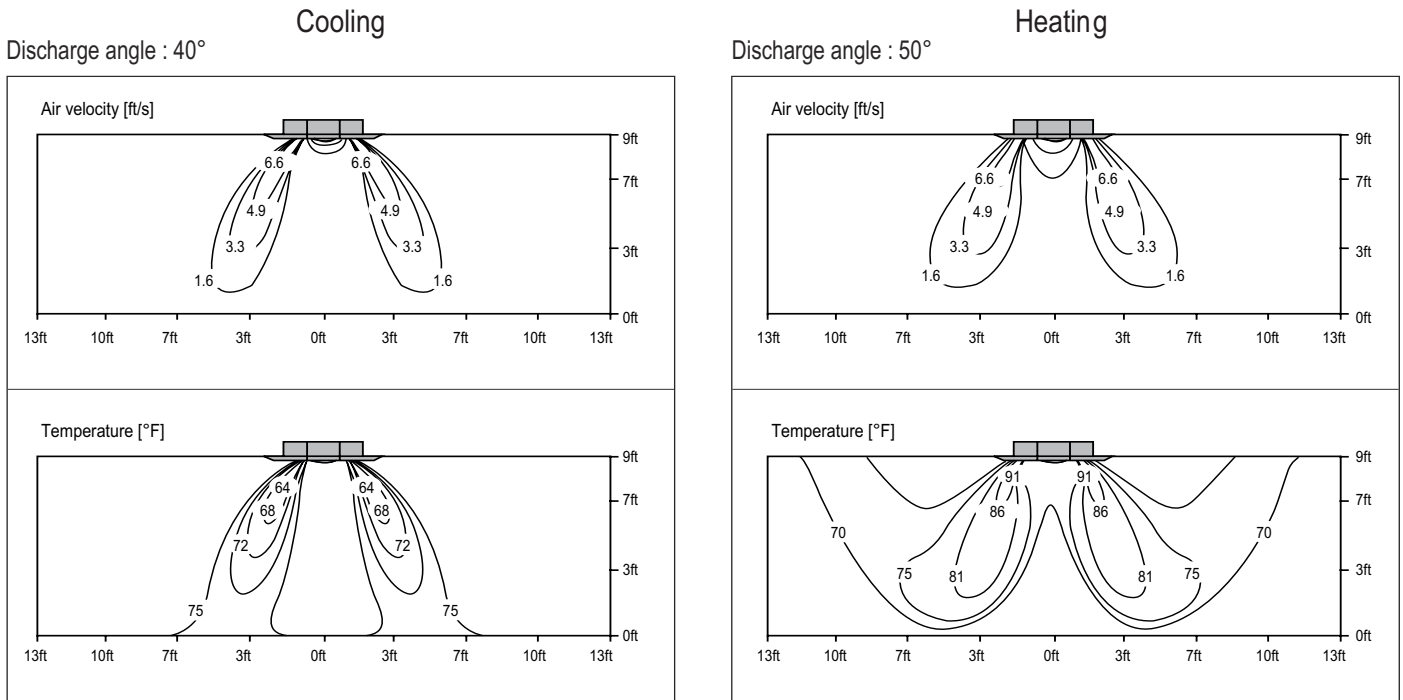 Cooling
Discharge angle : 40°
Air velocity [ft/s]
9ft
6.6 6.6
7ft
4.9 4.9
3.3 3.3
3ft
1.6 1.6
0ft
13ft 10ft 7ft 3ft 0ft 3ft 7ft 10ft 13ft
Temperature [°F]
9ft
64 64
7ft
68 68
72 72
3ft
75 75
0ft
13ft 10ft 7ft 3ft 0ft 3ft 7ft 10ft 13ft
Heating
Discharge angle : 50°
Air velocity [ft/s]
9ft
6.6 6.6
7ft
4.9 4.9
3.3 3.3
3ft
1.6 1.6
0ft
13ft 10ft 7ft 3ft 0ft 3ft 7ft 10ft 13ft
Temperature [°F]
9ft
91 91
7ft
86 86
70 70
75 81 81 75
3ft
0ft
13ft 10ft 7ft 3ft 0ft 3ft 7ft 10ft 13ft